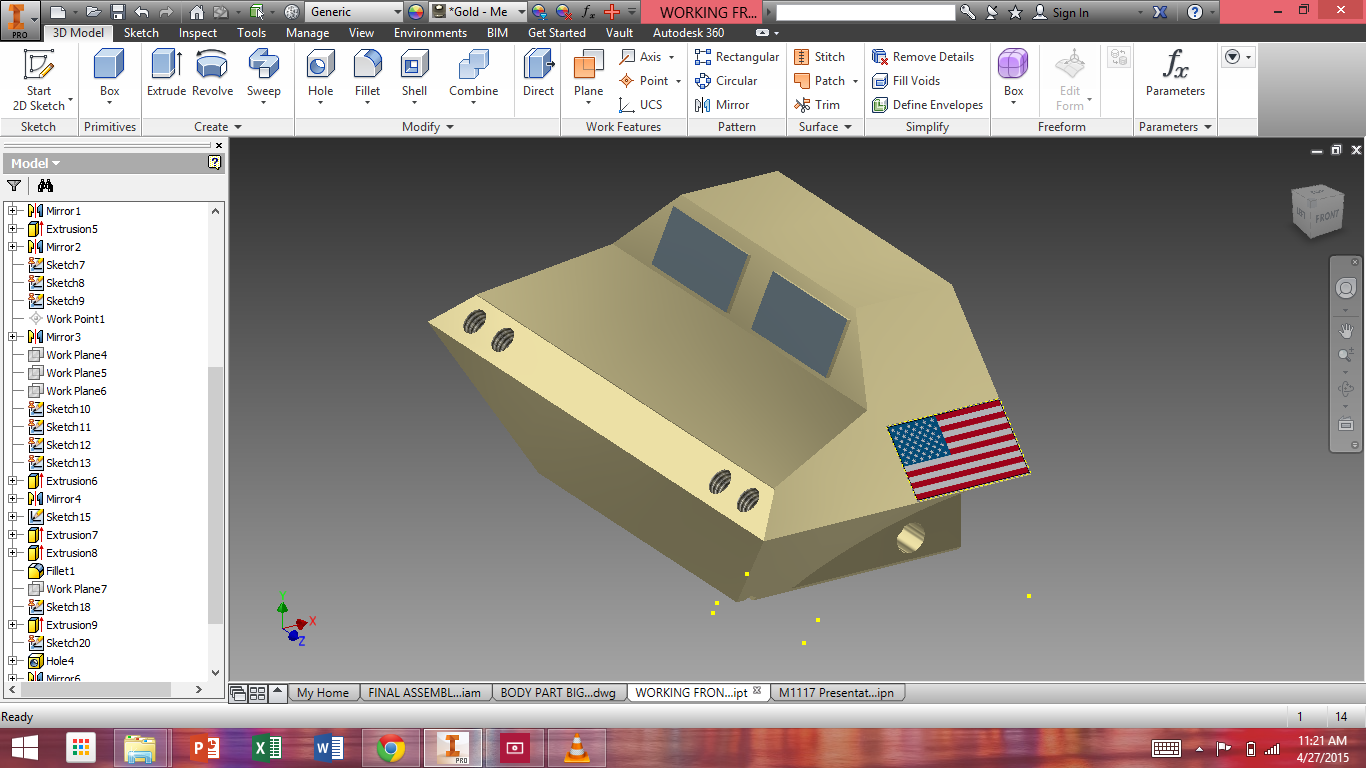 Generic
*Gold - Me
WORKING FR...
Sign In
PRO
3D Model
Sketch
Inspect
Tools
Manage
View
Environments
BIM
Get Started
Vault
Autodesk 360
Start
2D Sketch
Box
Extrude
Revolve
Sweep
Hole
Fillet
Shell
Combine
Direct
Plane
Axis
Point
UCS
Rectangular
Circular
Mirror
Stitch
Patch
Trim
Remove Details
Fill Voids
Define Envelopes
Box
Edit
Form
fx
Parameters
Sketch
Primitives
Create
Modify
Work Features
Pattern
Surface
Simplify
Freeform
Parameters
Model
Mirror1
Extrusion5
Mirror2
Sketch7
Sketch8
Sketch9
Work Point1
Mirror3
Work Plane4
Work Plane5
Work Plane6
Sketch10
Sketch11
Sketch12
Sketch13
Extrusion6
Mirror4
Sketch15
Extrusion7
Extrusion8
Fillet1
Work Plane7
Sketch18
Extrusion9
Sketch20
Hole4
Mirror6
FRONT
Y
X
Z
My Home
FINAL ASSEMBL...iam
BODY PART BIG...dwg
WORKING FRON...ipt
M1117 Presentat...ipn
Ready
1
14
PRO
11:21 AM
4/27/2015